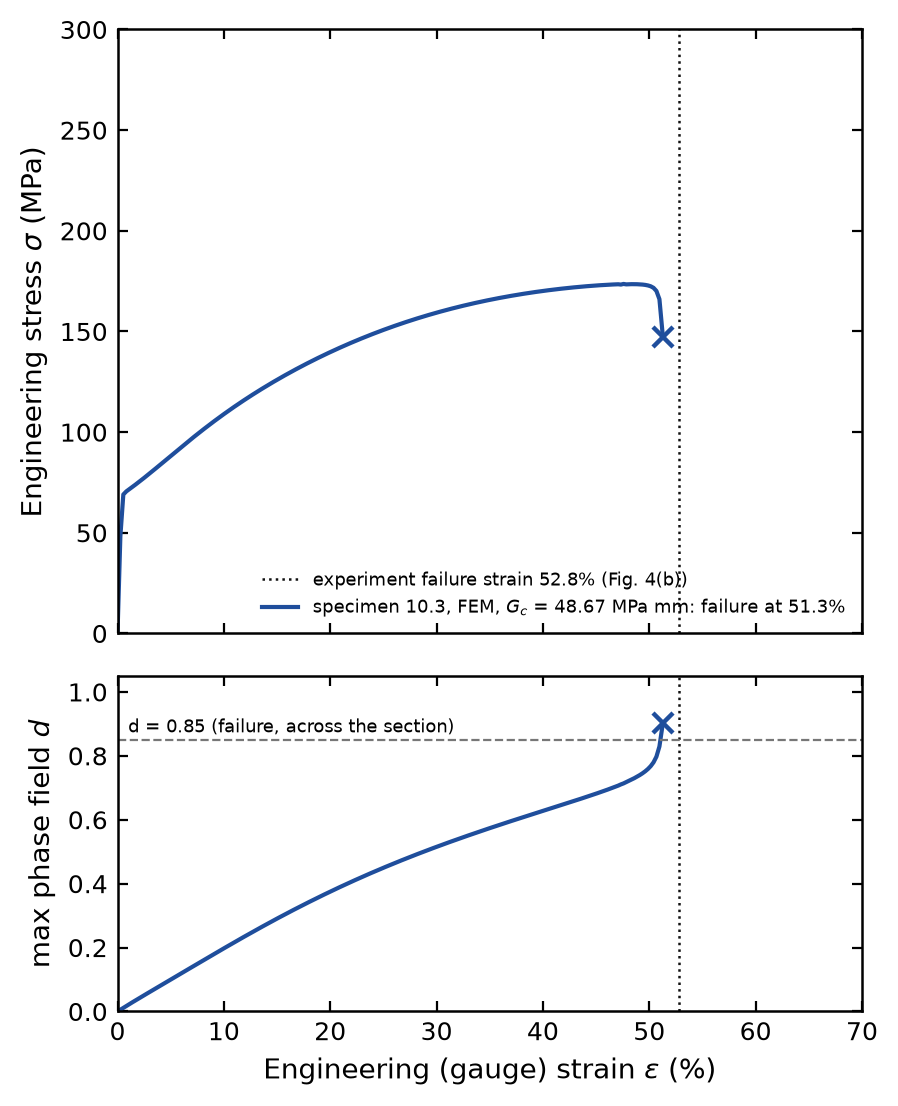 300
250
200
150
100
50
0
Engineering stress σ (MPa)
experiment failure strain 52.8% (Fig. 4(b))
specimen 10.3, FEM, G_c = 48.67 MPa mm: failure at 51.3%
1.0
0.8
0.6
0.4
0.2
0.0
max phase field d
d = 0.85 (failure, across the section)
0 10 20 30 40 50 60 70
Engineering (gauge) strain ε (%)